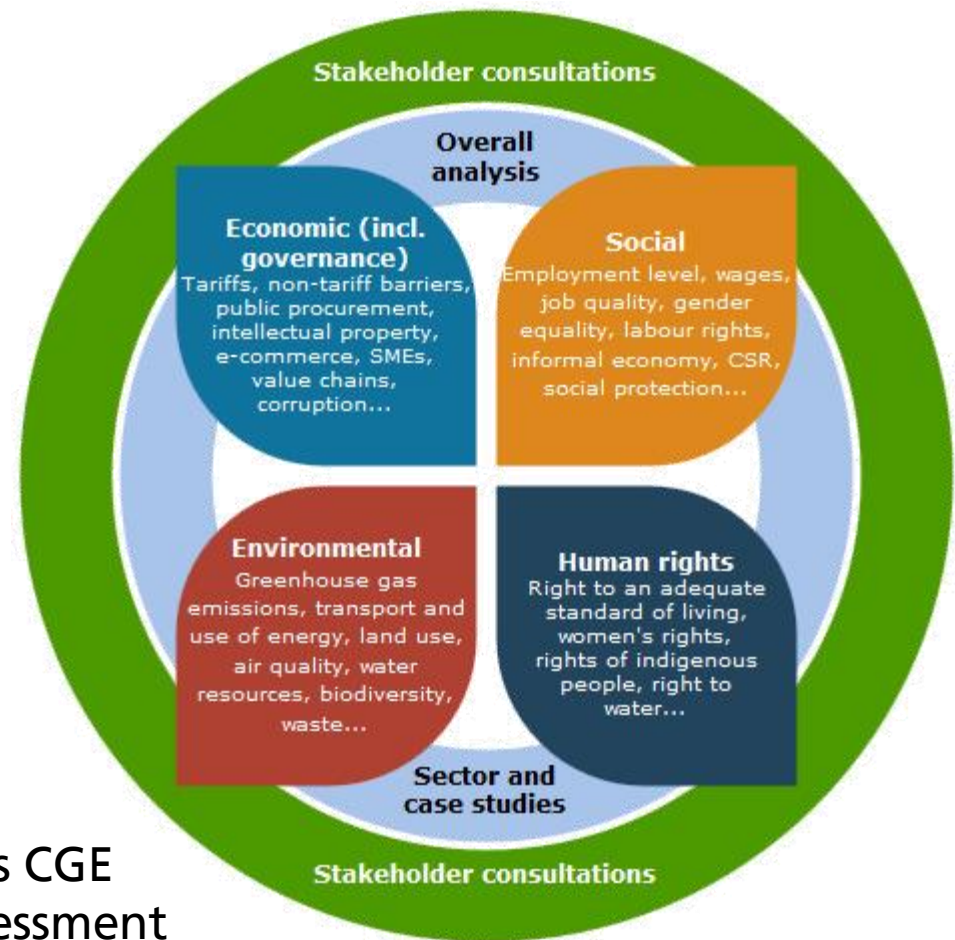 Stakeholder consultations
Overall
analysis
Economic (incl.
governance)
Tariffs, non-tariff barriers,
public procurement,
intellectual property,
e-commerce, SMEs,
value chains,
corruption...
Social
Employment level, wages,
job quality, gender
equality, labour rights,
informal economy, CSR,
social protection...
Environmental
Greenhouse gas
emissions, transport and
use of energy, land use,
air quality, water
resources, biodiversity,
waste...
Human rights
Right to an adequate
standard of living,
women's rights,
rights of indigenous
people, right to
water...
Sector and
case studies
Stakeholder consultations
s CGE
essment